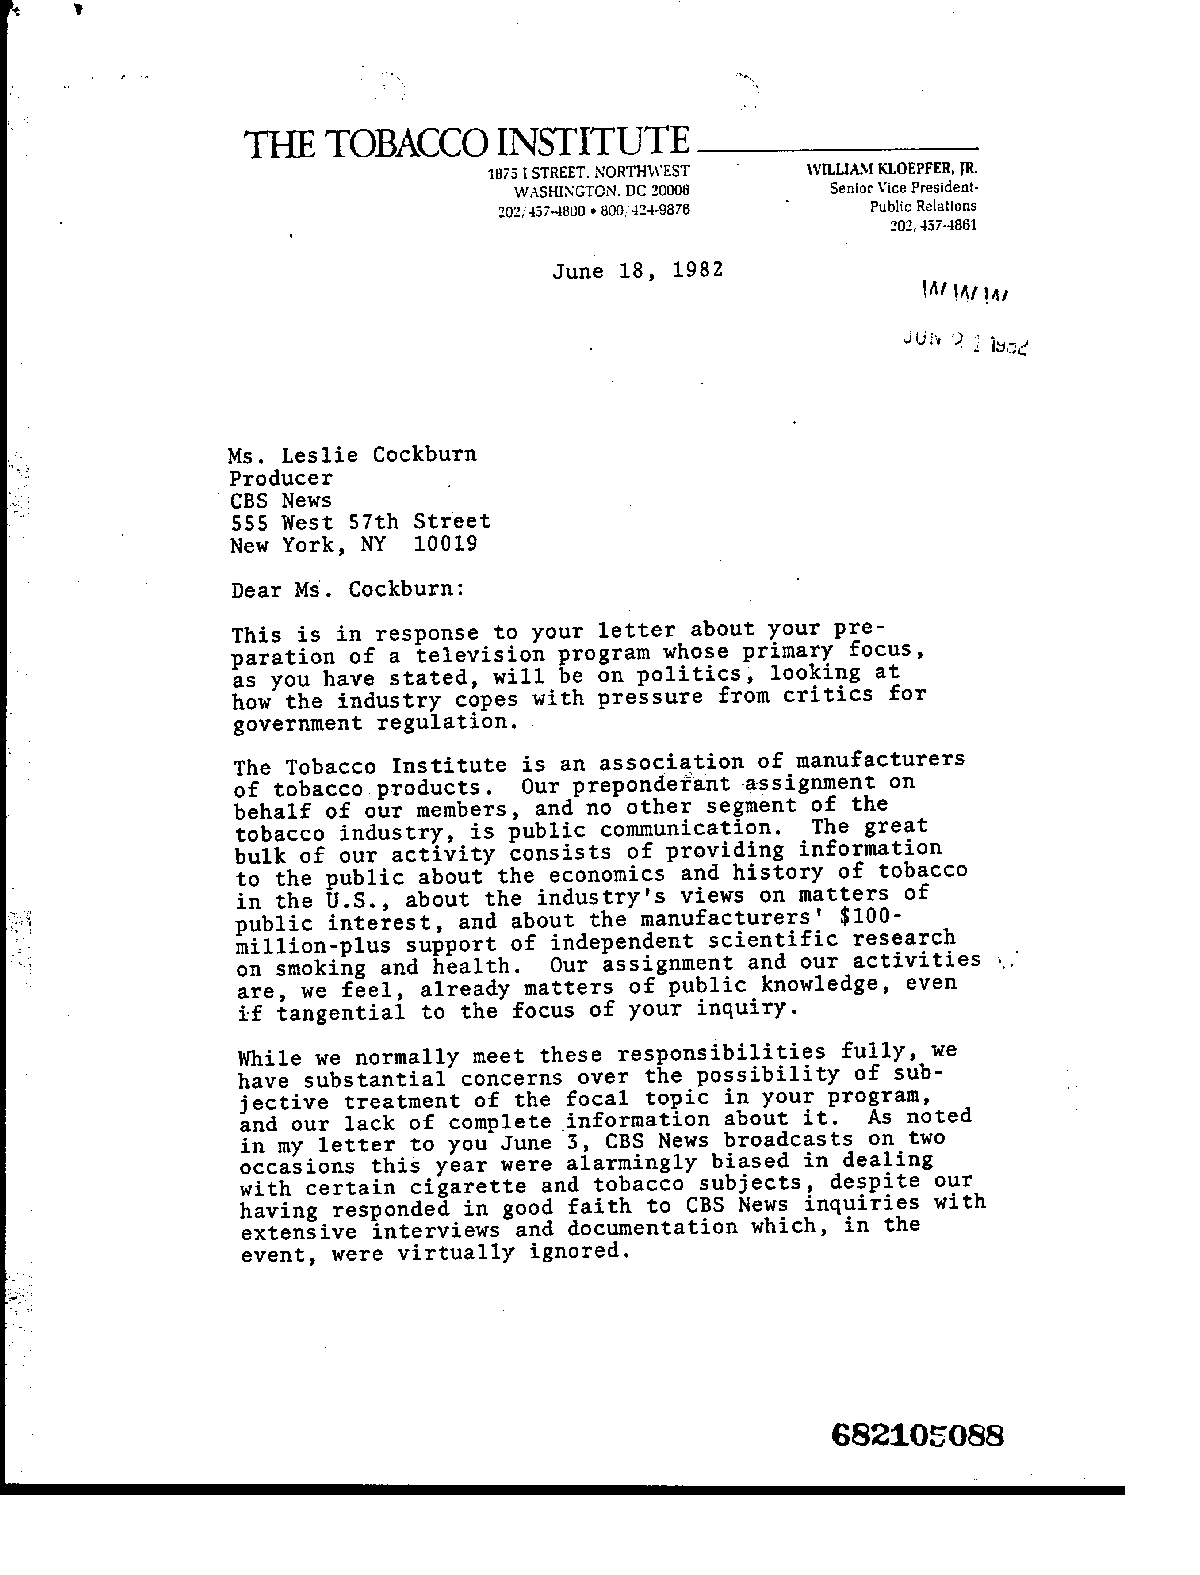 THE TOBACCO INSTITUTE
1875 I STREET, NORTHWEST
WASHINGTON, DC 20006
202/457-4800 • 800/424-9876
WILLIAM KLOEPFER, JR.
Senior Vice President-
Public Relations
202/457-4861
June 18, 1982
W W W
JUN 21 1982
Ms. Leslie Cockburn
Producer
CBS News
555 West 57th Street
New York, NY 10019
Dear Ms. Cockburn:
This is in response to your letter about your pre-
paration of a television program whose primary focus,
as you have stated, will be on politics, looking at
how the industry copes with pressure from critics for
government regulation.
The Tobacco Institute is an association of manufacturers
of tobacco products. Our preponderant assignment on
behalf of our members, and no other segment of the
tobacco industry, is public communication. The great
bulk of our activity consists of providing information
to the public about the economics and history of tobacco
in the U.S., about the industry's views on matters of
public interest, and about the manufacturers' $100-
million-plus support of independent scientific research
on smoking and health. Our assignment and our activities
are, we feel, already matters of public knowledge, even
if tangential to the focus of your inquiry.
While we normally meet these responsibilities fully, we
have substantial concerns over the possibility of sub-
jective treatment of the focal topic in your program,
and our lack of complete information about it. As noted
in my letter to you June 3, CBS News broadcasts on two
occasions this year were alarmingly biased in dealing
with certain cigarette and tobacco subjects, despite our
having responded in good faith to CBS News inquiries with
extensive interviews and documentation which, in the
event, were virtually ignored.
682105088